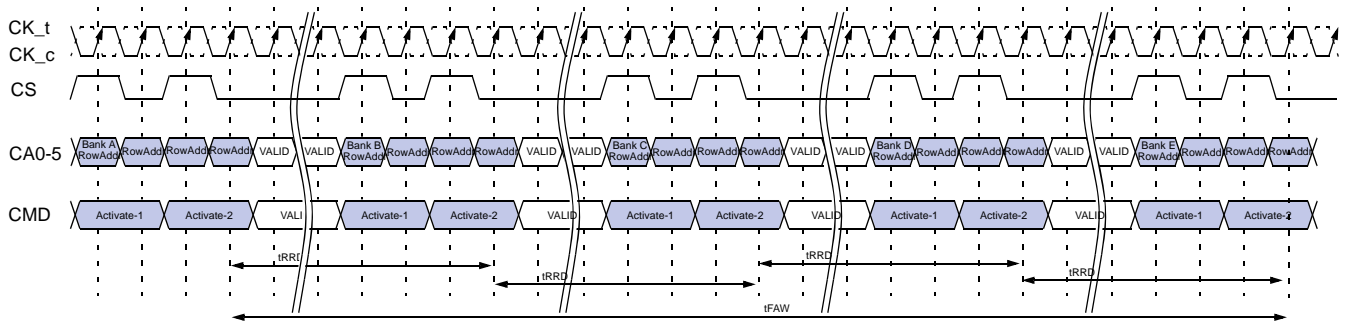 CK_t
CK_c
CS
CA0-5
Bank A RowAddr RowAddr RowAddr RowAddr VALID VALID Bank B RowAddr RowAddr RowAddr RowAddr VALID VALID Bank C RowAddr RowAddr RowAddr RowAddr VALID VALID Bank D RowAddr RowAddr RowAddr RowAddr VALID VALID Bank E RowAddr RowAddr RowAddr RowAddr
CMD
Activate-1 Activate-2 VALID Activate-1 Activate-2 VALID Activate-1 Activate-2 VALID Activate-1 Activate-2 VALID Activate-1 Activate-2
tRRD tRRD
tRRD tRRD
tFAW